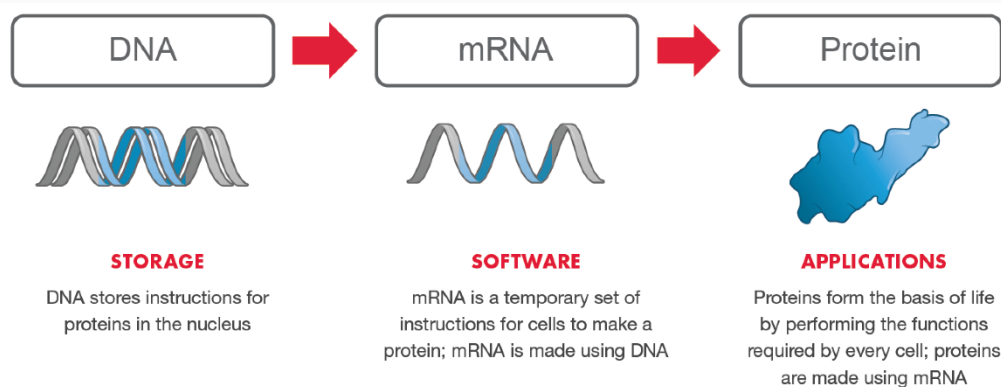 DNA
mRNA
Protein
STORAGE
DNA stores instructions for
proteins in the nucleus
SOFTWARE
mRNA is a temporary set of
instructions for cells to make a
protein; mRNA is made using DNA
APPLICATIONS
Proteins form the basis of life
by performing the functions
required by every cell; proteins
are made using mRNA